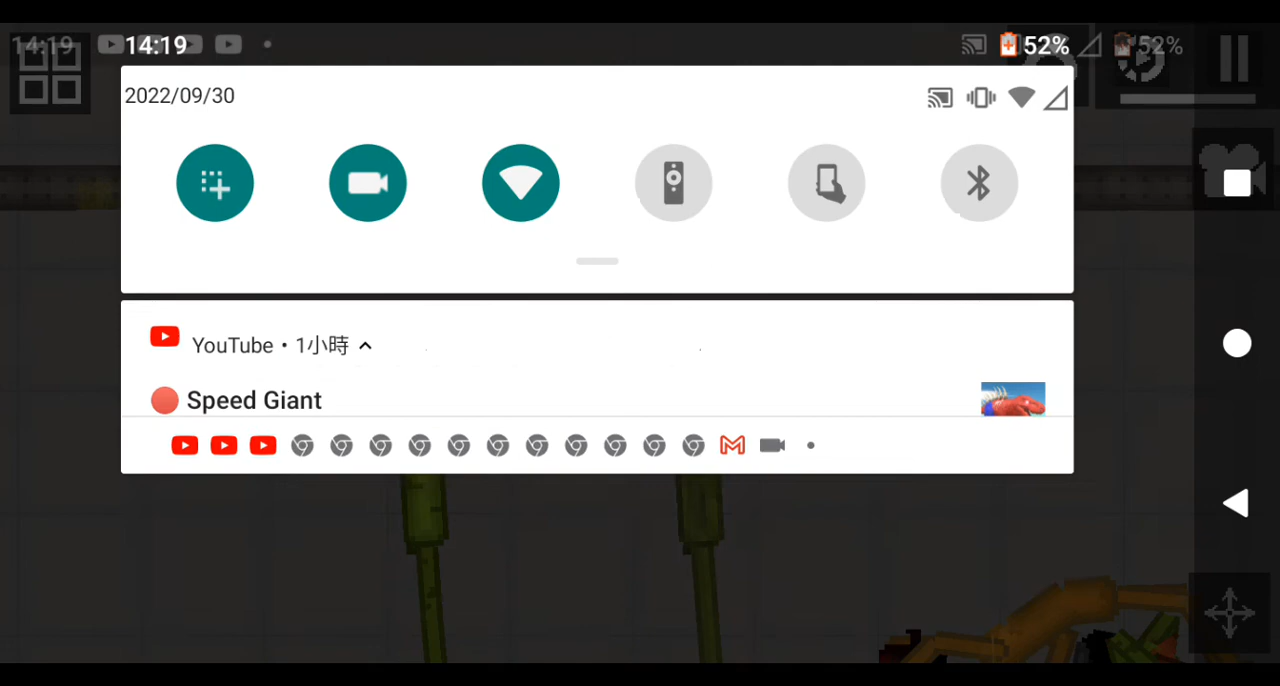 14:19 14:19 52% 52%
2022/09/30
YouTube • 1小時
Speed Giant